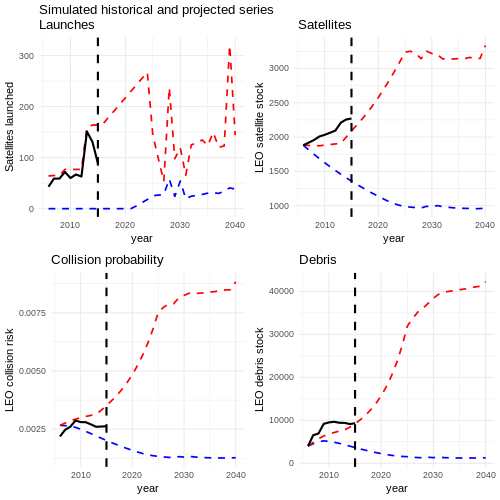 Simulated historical and projected series
Launches
Satellites launched
300
200
100
0
2010
2020
2030
2040
year
Satellites
LEO satellite stock
3000
2500
2000
1500
1000
2010
2020
2030
2040
year
Collision probability
LEO collision risk
0.0075
0.0050
0.0025
2010
2020
2030
2040
year
Debris
LEO debris stock
40000
30000
20000
10000
0
2010
2020
2030
2040
year